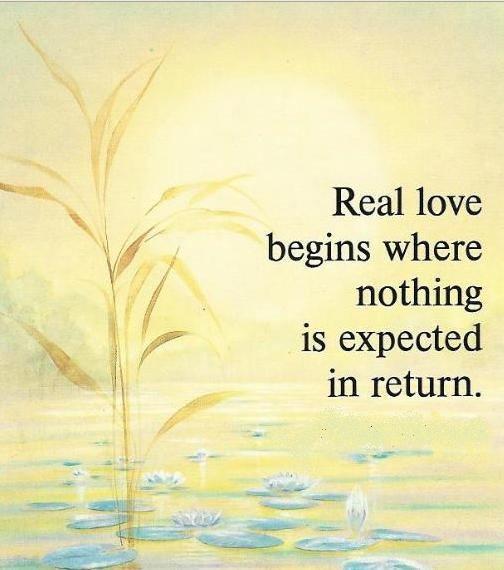 Real love
begins where
nothing
is expected
in return.